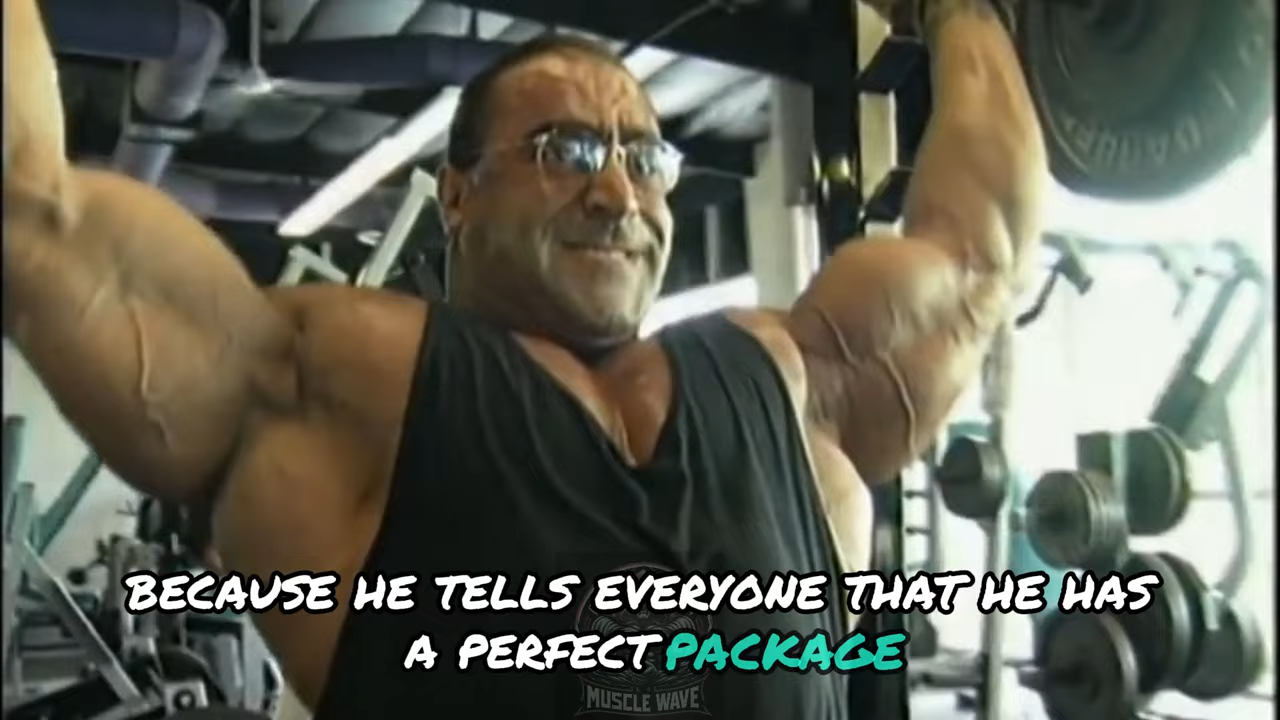 BECAUSE HE TELLS EVERYONE THAT HE HAS
A PERFECT PACKAGE
MUSCLE WAVE